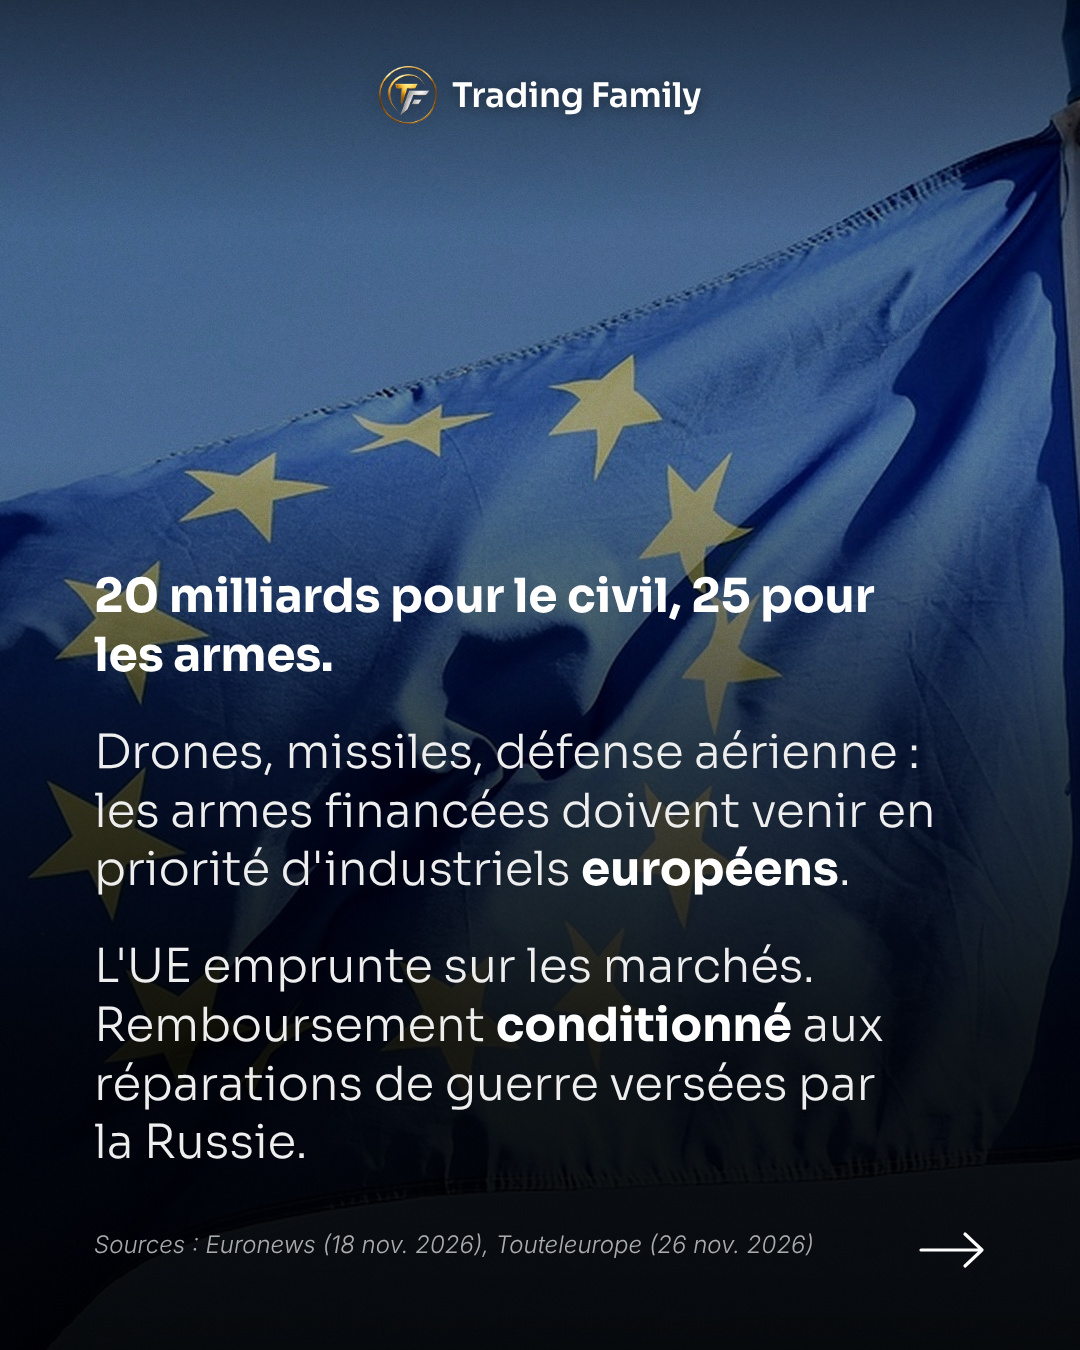 Trading Family
20 milliards pour le civil, 25 pour
les armes.
Drones, missiles, défense aérienne :
les armes financées doivent venir en
priorité d'industriels européens.
L'UE emprunte sur les marchés.
Remboursement conditionné aux
réparations de guerre versées par
la Russie.
Sources : Euronews (18 nov. 2026), Touteleurope (26 nov. 2026)